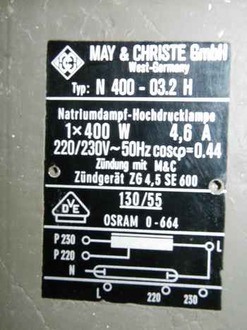 MAY & CHRISTE GmbH
West-Germany
Typ: N 400 - 03.2 H
Natriumdampf-Hochdrucklampe
1×400 W 4,6 A
220/230V~50Hz cosφ=0.44
Zündung mit M&C
Zündgerät ZG 4,5 SE 600
VDE
130/55
OSRAM 0-664
P 230 L
P 220
N
L 220 230